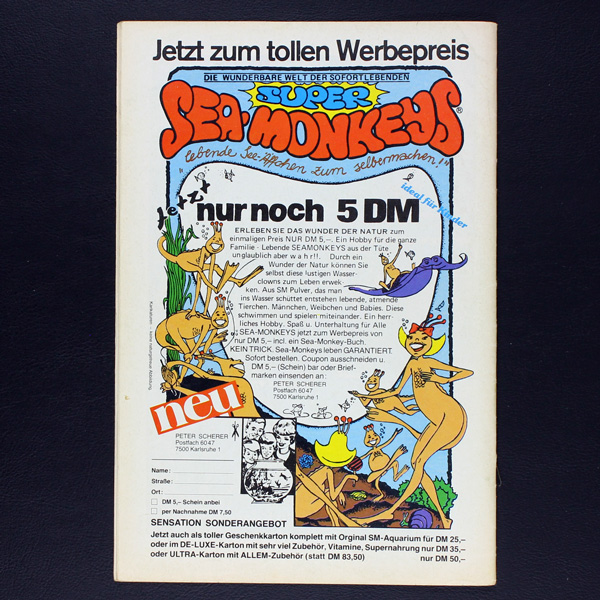 Jetzt zum tollen Werbepreis
DIE WUNDERBARE WELT DER SOFORTLEBENDEN
SUPER
SEA-MONKEYS®
"lebende See-Äffchen zum selbermachen!"
ideal für Kinder
Jetzt
nur noch 5 DM
ERLEBEN SIE DAS WUNDER DER NATUR zum
einmaligen Preis NUR DM 5,–. Ein Hobby für die ganze
Familie - Lebende SEAMONKEYS aus der Tüte
unglaublich aber wahr!!. Durch ein
Wunder der Natur können Sie
selbst diese lustigen Wasser-
clowns zum Leben erwek-
ken. Aus SM Pulver, das man
ins Wasser schüttet entstehen lebende, atmende
Tierchen. Männchen, Weibchen und Babies. Diese
schwimmen und spielen miteinander. Ein herr-
liches Hobby. Spaß u. Unterhaltung für Alle
SEA-MONKEYS jetzt zum Werbepreis von
nur DM 5,– incl. ein Sea-Monkey-Buch.
KEIN TRICK. Sea-Monkeys leben GARANTIERT.
Sofort bestellen. Coupon ausschneiden u.
DM 5,– (Schein) bar oder Brief-
marken einsenden an:
PETER SCHERER
Postfach 6047
7500 Karlsruhe 1
neu
PETER SCHERER
Postfach 6047
7500 Karlsruhe 1
Name:
Straße:
Ort:
DM 5,– Schein anbei
per Nachnahme DM 7,50
SENSATION SONDERANGEBOT
Jetzt auch als toller Geschenkkarton komplett mit Orginal SM-Aquarium für DM 25,–
oder im DE-LUXE-Karton mit sehr viel Zubehör, Vitamine, Supernahrung nur DM 35,–
oder ULTRA-Karton mit ALLEM-Zubehör (statt DM 83,50) nur DM 50,–